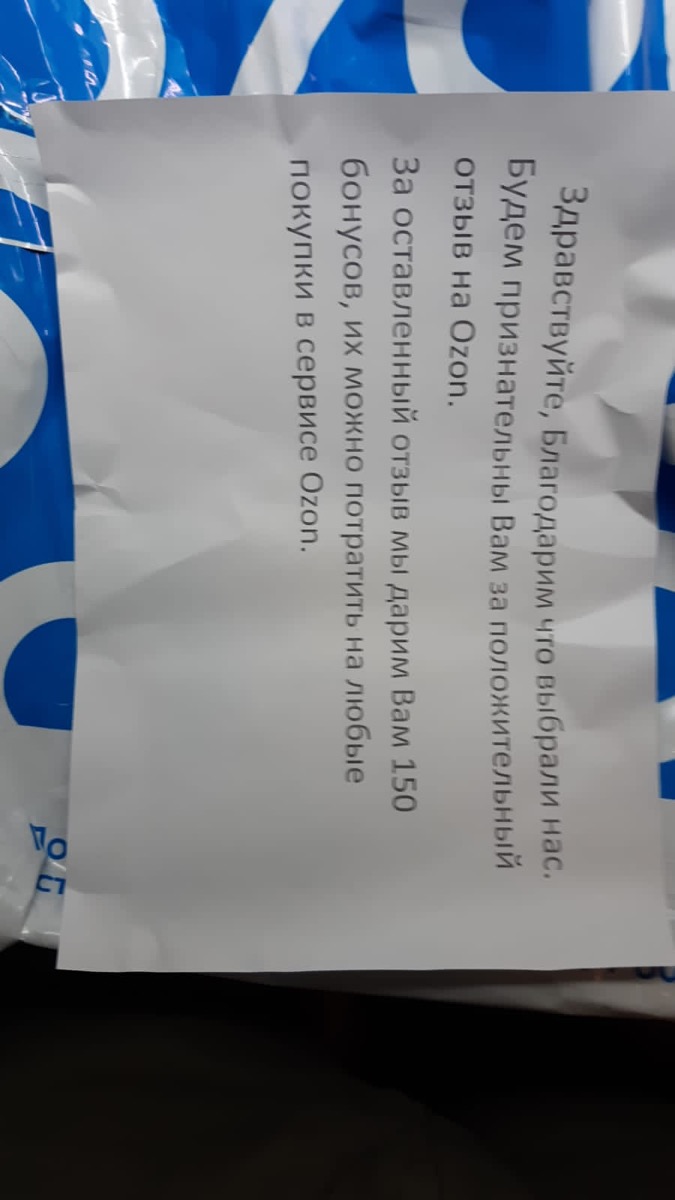 Здравствуйте, Благодарим что выбрали нас.
Будем признательны Вам за положительный
отзыв на Ozon.
За оставленный отзыв мы дарим Вам 150
бонусов, их можно потратить на любые
покупки в сервисе Ozon.